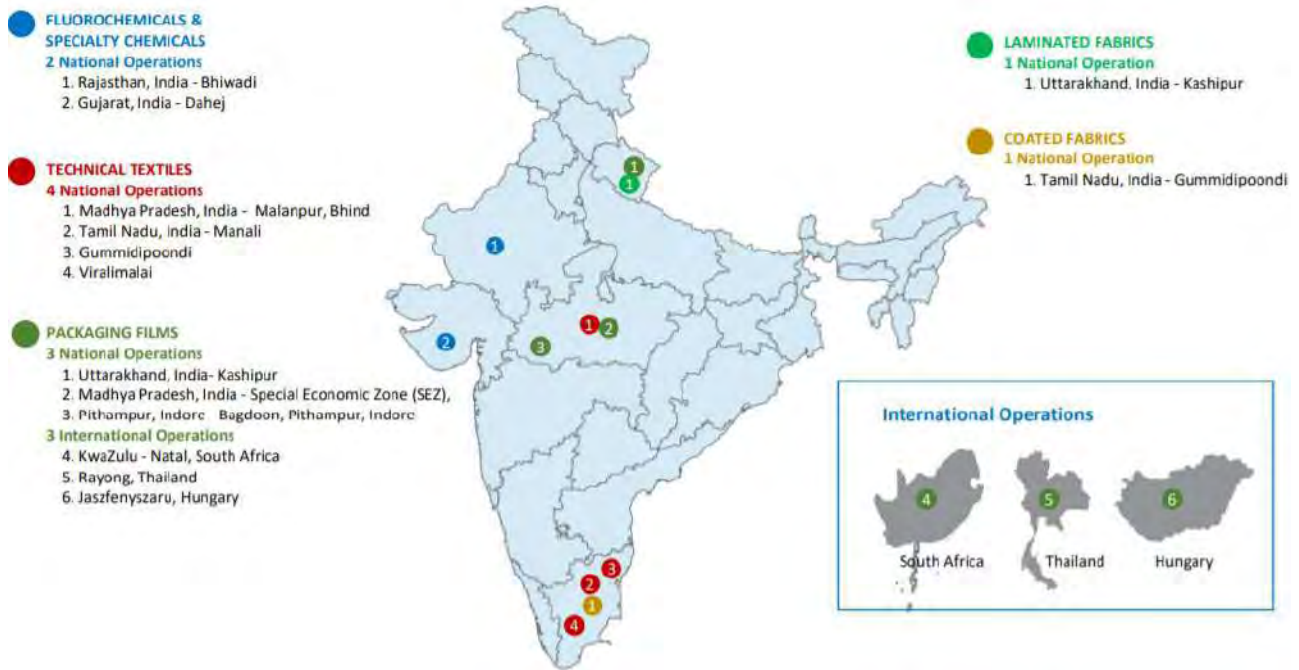 FLUOROCHEMICALS &
SPECIALTY CHEMICALS
2 National Operations
1. Rajasthan, India - Bhiwadi
2. Gujarat, India - Dahej
TECHNICAL TEXTILES
4 National Operations
1. Madhya Pradesh, India - Malanpur, Bhind
2. Tamil Nadu, India - Manali
3. Gummidipoondi
4. Viralimalai
PACKAGING FILMS
3 National Operations
1. Uttarakhand, India- Kashipur
2. Madhya Pradesh, India - Special Economic Zone (SEZ),
3. Pithampur, Indore Bagdoon, Pithampur, Indore
3 International Operations
4. KwaZulu - Natal, South Africa
5. Rayong, Thailand
6. Jaszfenyszaru, Hungary
LAMINATED FABRICS
1 National Operation
1. Uttarakhand, India - Kashipur
COATED FABRICS
1 National Operation
1. Tamil Nadu, India - Gummidipoondi
1
1
1
2
1
2
3
3
2
1
4
International Operations
4
5
6
South Africa
Thailand
Hungary